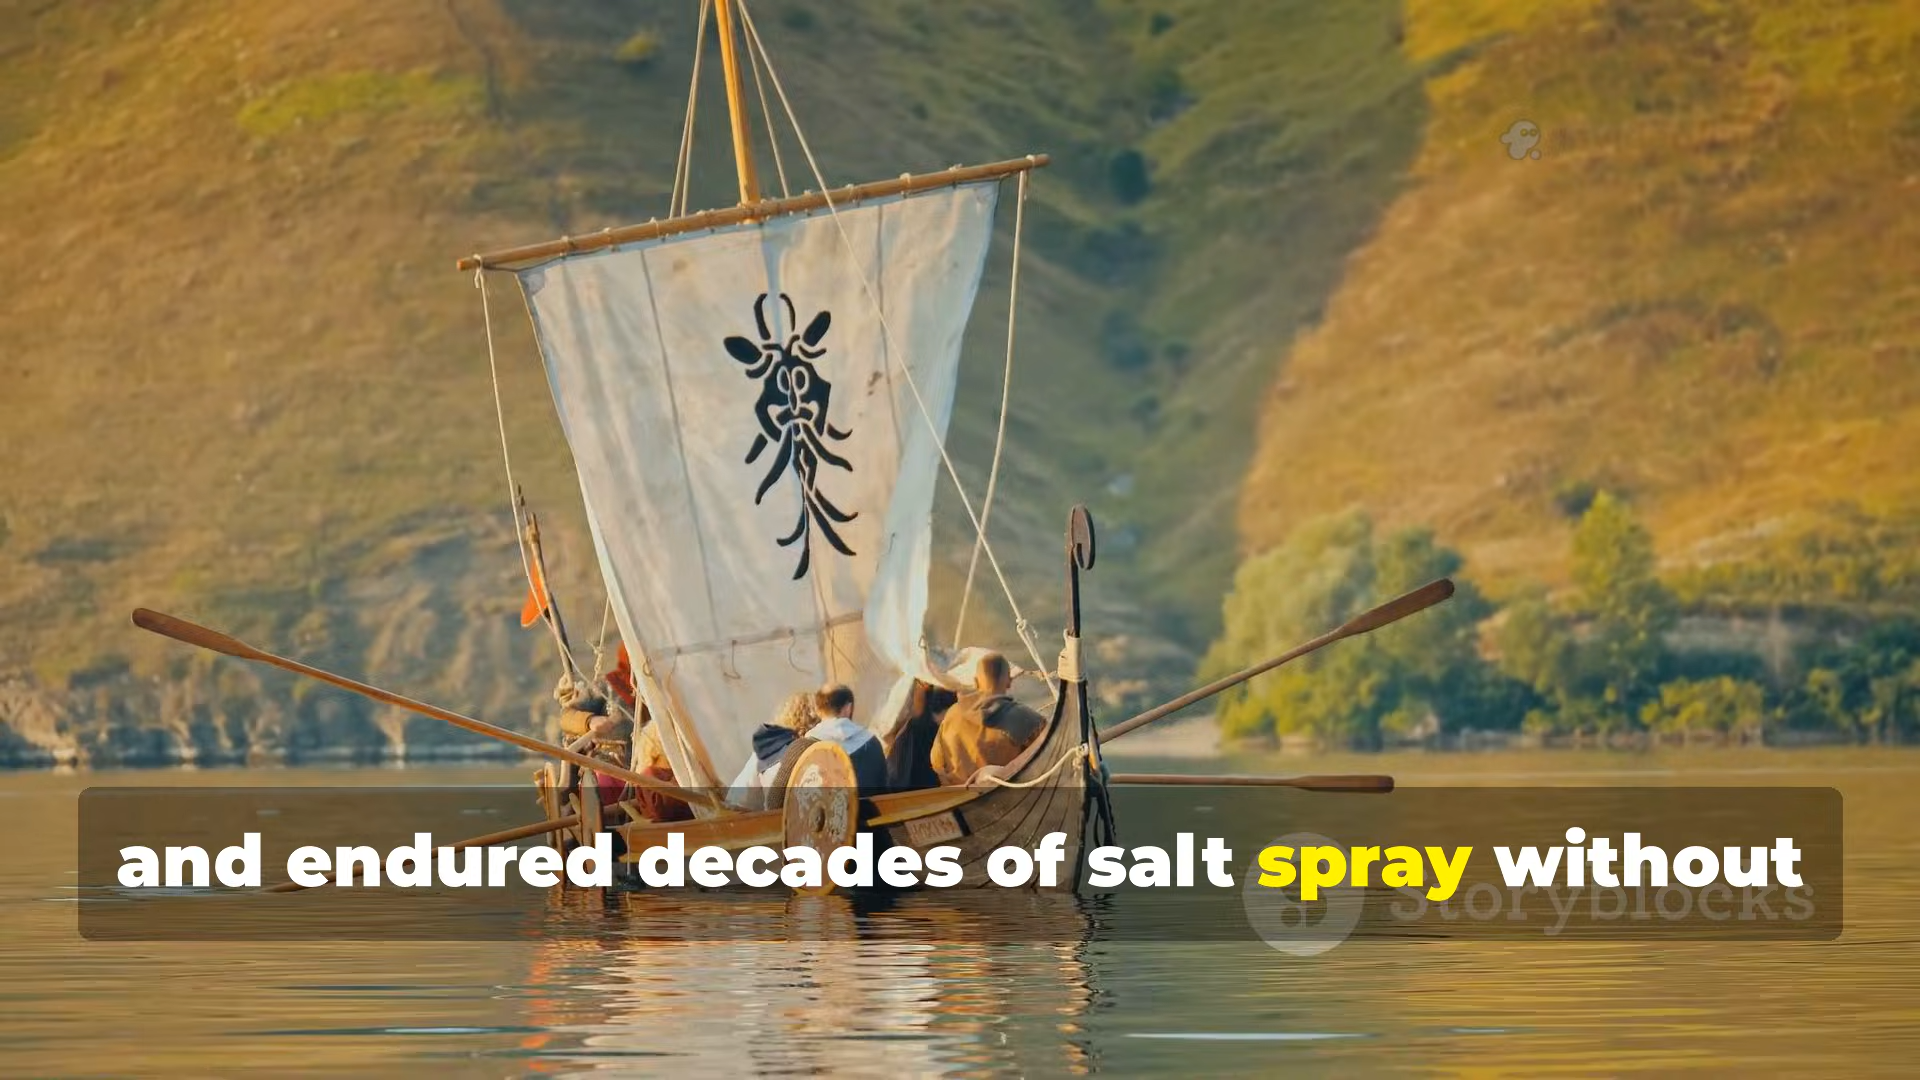 and endured decades of salt spray without
Storyblocks